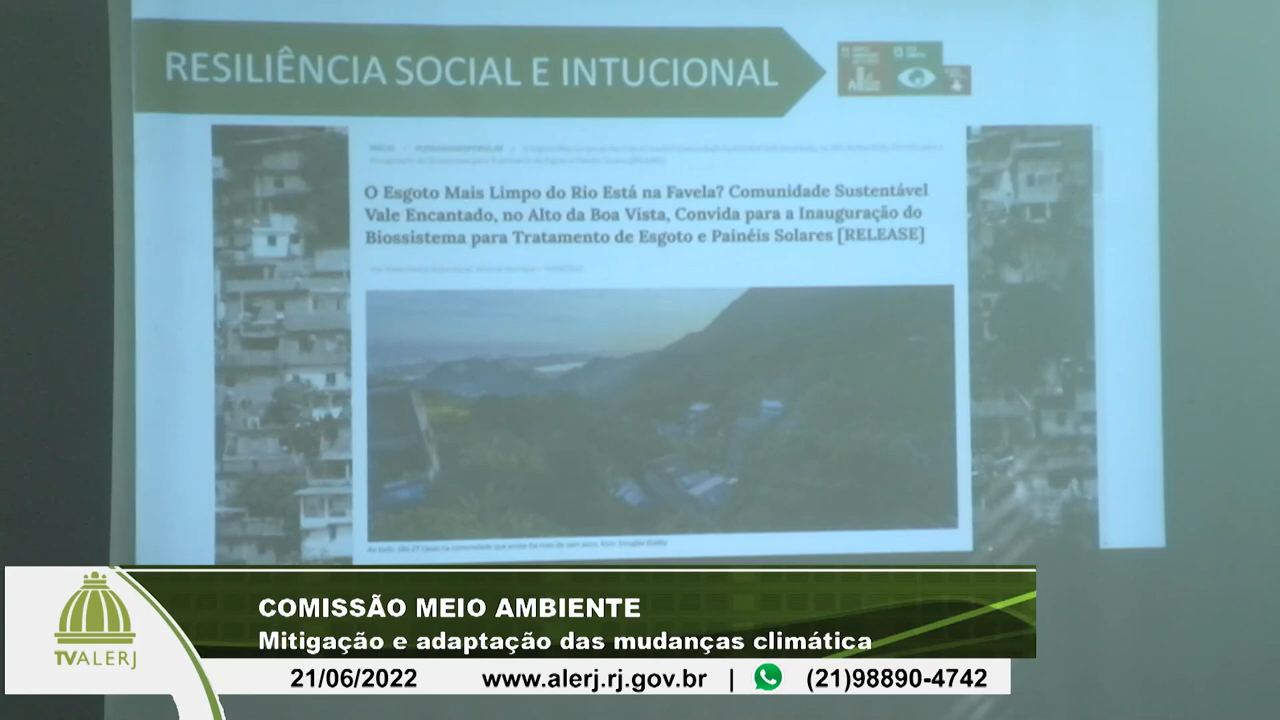 RESILIÊNCIA SOCIAL E INTUCIONAL
O Esgoto Mais Limpo do Rio Está na Favela? Comunidade Sustentável
Vale Encantado, no Alto da Boa Vista, Convida para a Inauguração do
Biossistema para Tratamento de Esgoto e Painéis Solares [RELEASE]
COMISSÃO MEIO AMBIENTE
Mitigação e adaptação das mudanças climática
TVALERJ
21/06/2022 www.alerj.rj.gov.br | (21)98890-4742